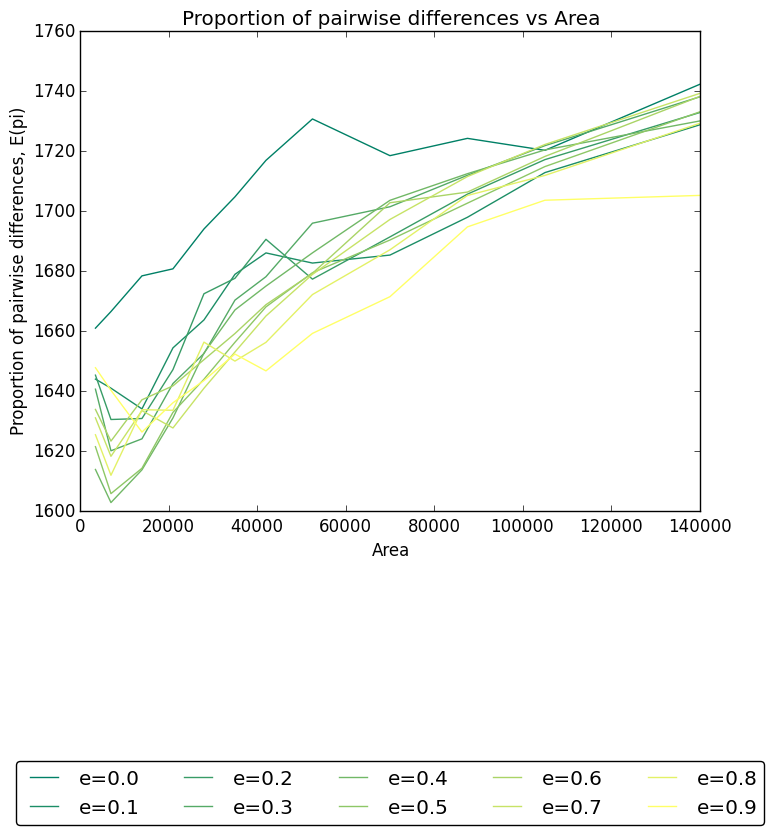 Proportion of pairwise differences vs Area
1760
1740
1720
1700
1680
1660
1640
1620
1600
Proportion of pairwise differences, E(pi)
0 20000 40000 60000 80000 100000 120000 140000
Area
e=0.0 e=0.2 e=0.4 e=0.6 e=0.8
e=0.1 e=0.3 e=0.5 e=0.7 e=0.9